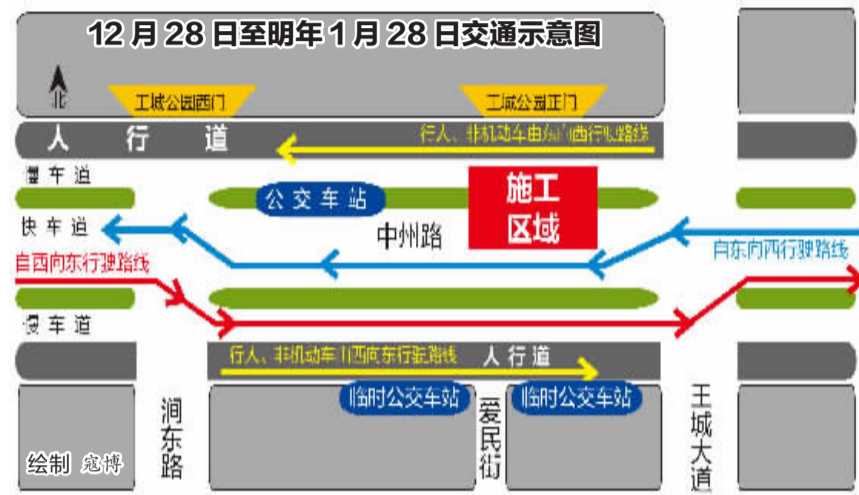 12月28日至明年1月28日交通示意图
北
王城公园西门
王城公园正门
人行道
行人、非机动车由东向西行驶路线
慢车道
公交车站
施工
区域
快车道
中州路
自东向西行驶路线
自西向东行驶路线
慢车道
行人、非机动车由西向东行驶路线
人行道
临时公交车站
临时公交车站
涧东路
爱民街
王城大道
绘制 寇博